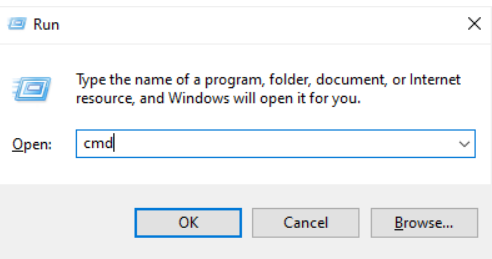 Run
Type the name of a program, folder, document, or Internet
resource, and Windows will open it for you.
Open:
cmd
OK
Cancel
Browse...